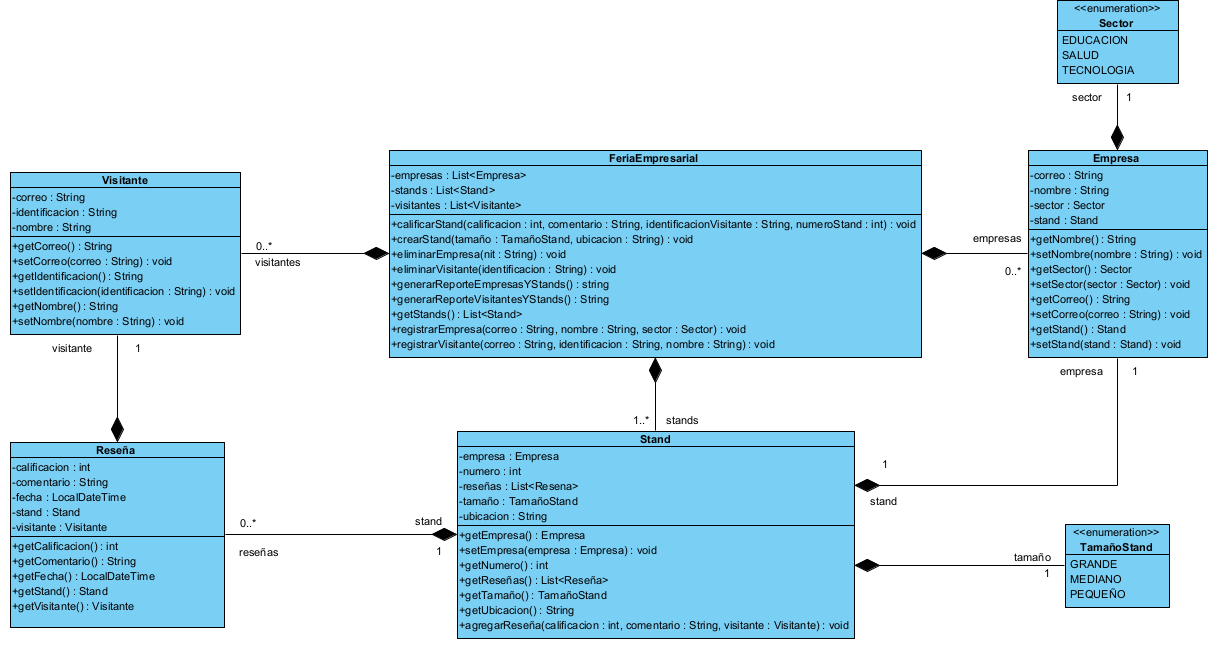 <<enumeration>>
Sector
EDUCACION
SALUD
TECNOLOGIA
sector 1
FeriaEmpresarial
-empresas : List<Empresa>
-stands : List<Stand>
-visitantes : List<Visitante>
+calificarStand(calificacion : int, comentario : String, identificacionVisitante : String, numeroStand : int) : void
+crearStand(tamaño : TamañoStand, ubicacion : String) : void
+eliminarEmpresa(nit : String) : void
+eliminarVisitante(identificacion : String) : void
+generarReporteEmpresasYStands() : string
+generarReporteVisitantesYStands() : string
+getStands() : List<Stand>
+registrarEmpresa(correo : String, nombre : String, sector : Sector) : void
+registrarVisitante(correo : String, identificacion : String, nombre : String) : void
Empresa
-correo : String
-nombre : String
-sector : Sector
-stand : Stand
+getNombre() : String
+setNombre(nombre : String) : void
+getSector() : Sector
+setSector(sector : Sector) : void
+getCorreo() : String
+setCorreo(correo : String) : void
+getStand() : Stand
+setStand(stand : Stand) : void
Visitante
-correo : String
-identificacion : String
-nombre : String
+getCorreo() : String
+setCorreo(correo : String) : void
+getIdentificacion() : String
+setIdentificacion(identificacion : String) : void
+getNombre() : String
+setNombre(nombre : String) : void
0..*
visitantes
empresas
0..*
visitante 1
empresa 1
1..* stands
Reseña
-calificacion : int
-comentario : String
-fecha : LocalDateTime
-stand : Stand
-visitante : Visitante
+getCalificacion() : int
+getComentario() : String
+getFecha() : LocalDateTime
+getStand() : Stand
+getVisitante() : Visitante
0..*
reseñas
stand
1
Stand
-empresa : Empresa
-numero : int
-reseñas : List<Resena>
-tamaño : TamañoStand
-ubicacion : String
+getEmpresa() : Empresa
+setEmpresa(empresa : Empresa) : void
+getNumero() : int
+getReseñas() : List<Reseña>
+getTamaño() : TamañoStand
+getUbicacion() : String
+agregarReseña(calificacion : int, comentario : String, visitante : Visitante) : void
1
stand
tamaño
1
<<enumeration>>
TamañoStand
GRANDE
MEDIANO
PEQUEÑO